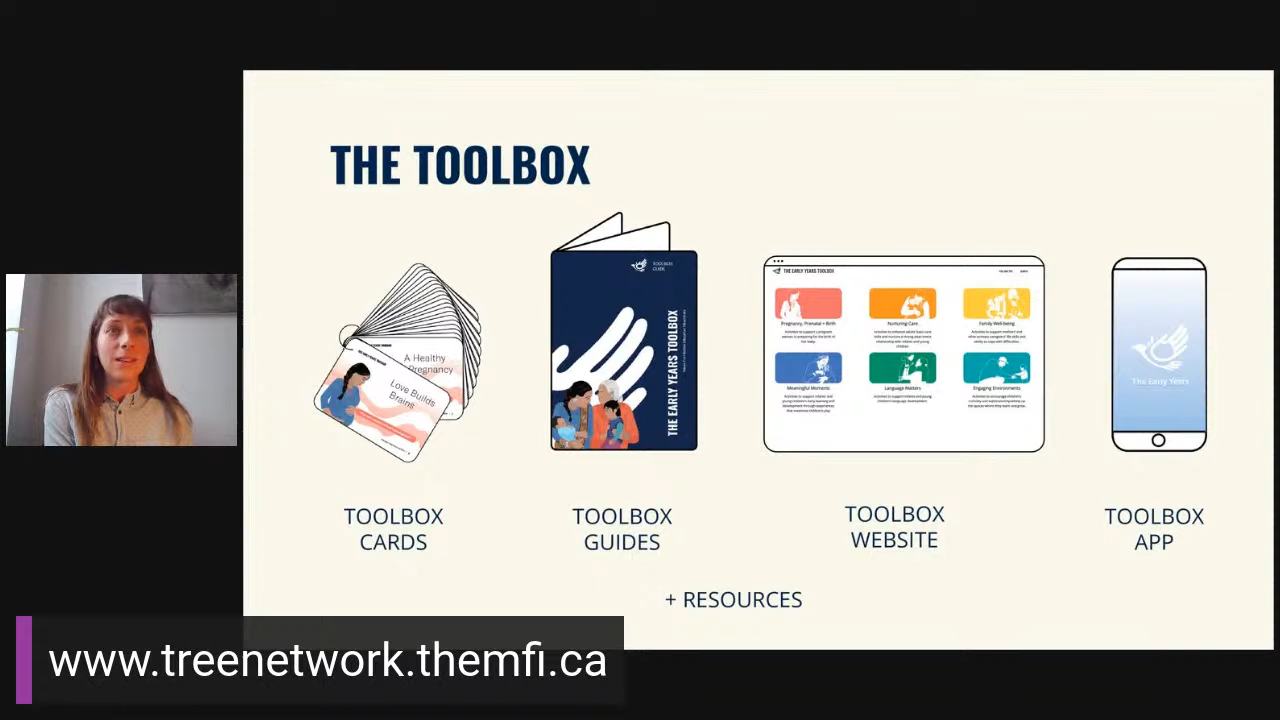 THE TOOLBOX
A Healthy
Pregnancy
Love Builds
Brains
TOOLBOX
GUIDE
THE EARLY YEARS TOOLBOX
THE EARLY YEARS TOOLBOX
Pregnancy, Prenatal + Birth
Nurturing Care
Family Well-being
Meaningful Moments
Language Matters
Engaging Environments
The Early Years
TOOLBOX
CARDS
TOOLBOX
GUIDES
TOOLBOX
WEBSITE
TOOLBOX
APP
+ RESOURCES
www.treenetwork.themfi.ca